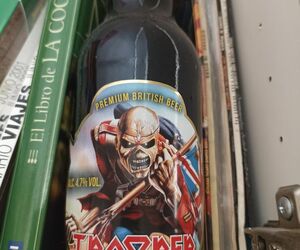 El Libro de LA COC
VIAJES
PREMIUM BRITISH BEER
ALC 4.7% VOL.
TROOPER